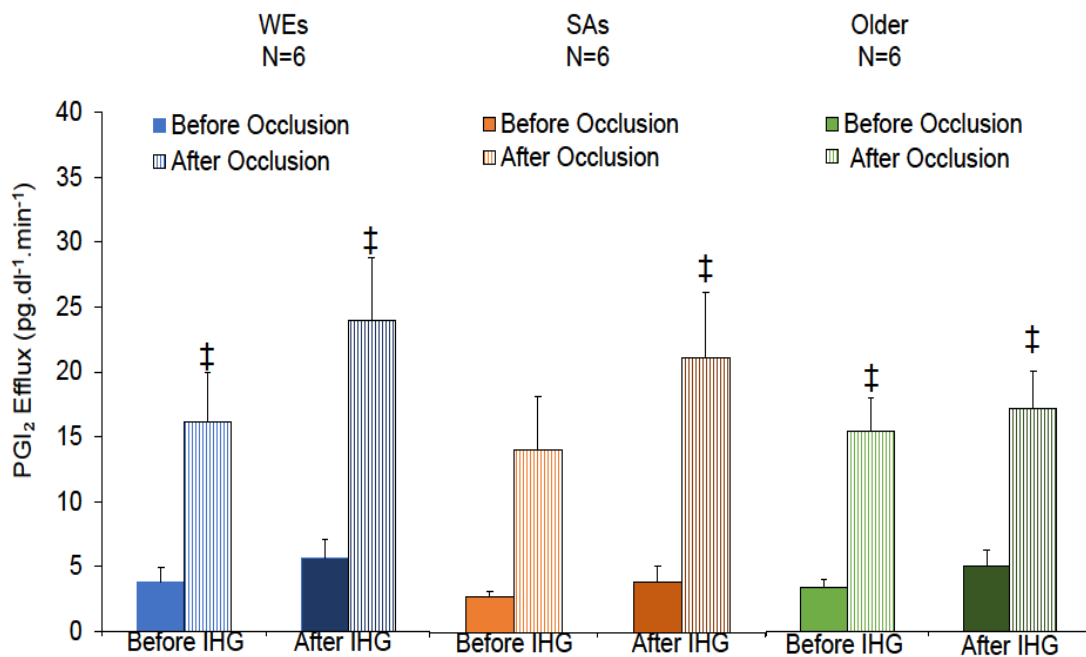 WEs
N=6
SAs
N=6
Older
N=6
Before Occlusion
After Occlusion
Before Occlusion
After Occlusion
Before Occlusion
After Occlusion
PGI₂ Efflux (pg.dl⁻¹.min⁻¹)
40
35
30
25
20
15
10
5
0
‡
‡
‡
‡
‡
Before IHG
After IHG
Before IHG
After IHG
Before IHG
After IHG